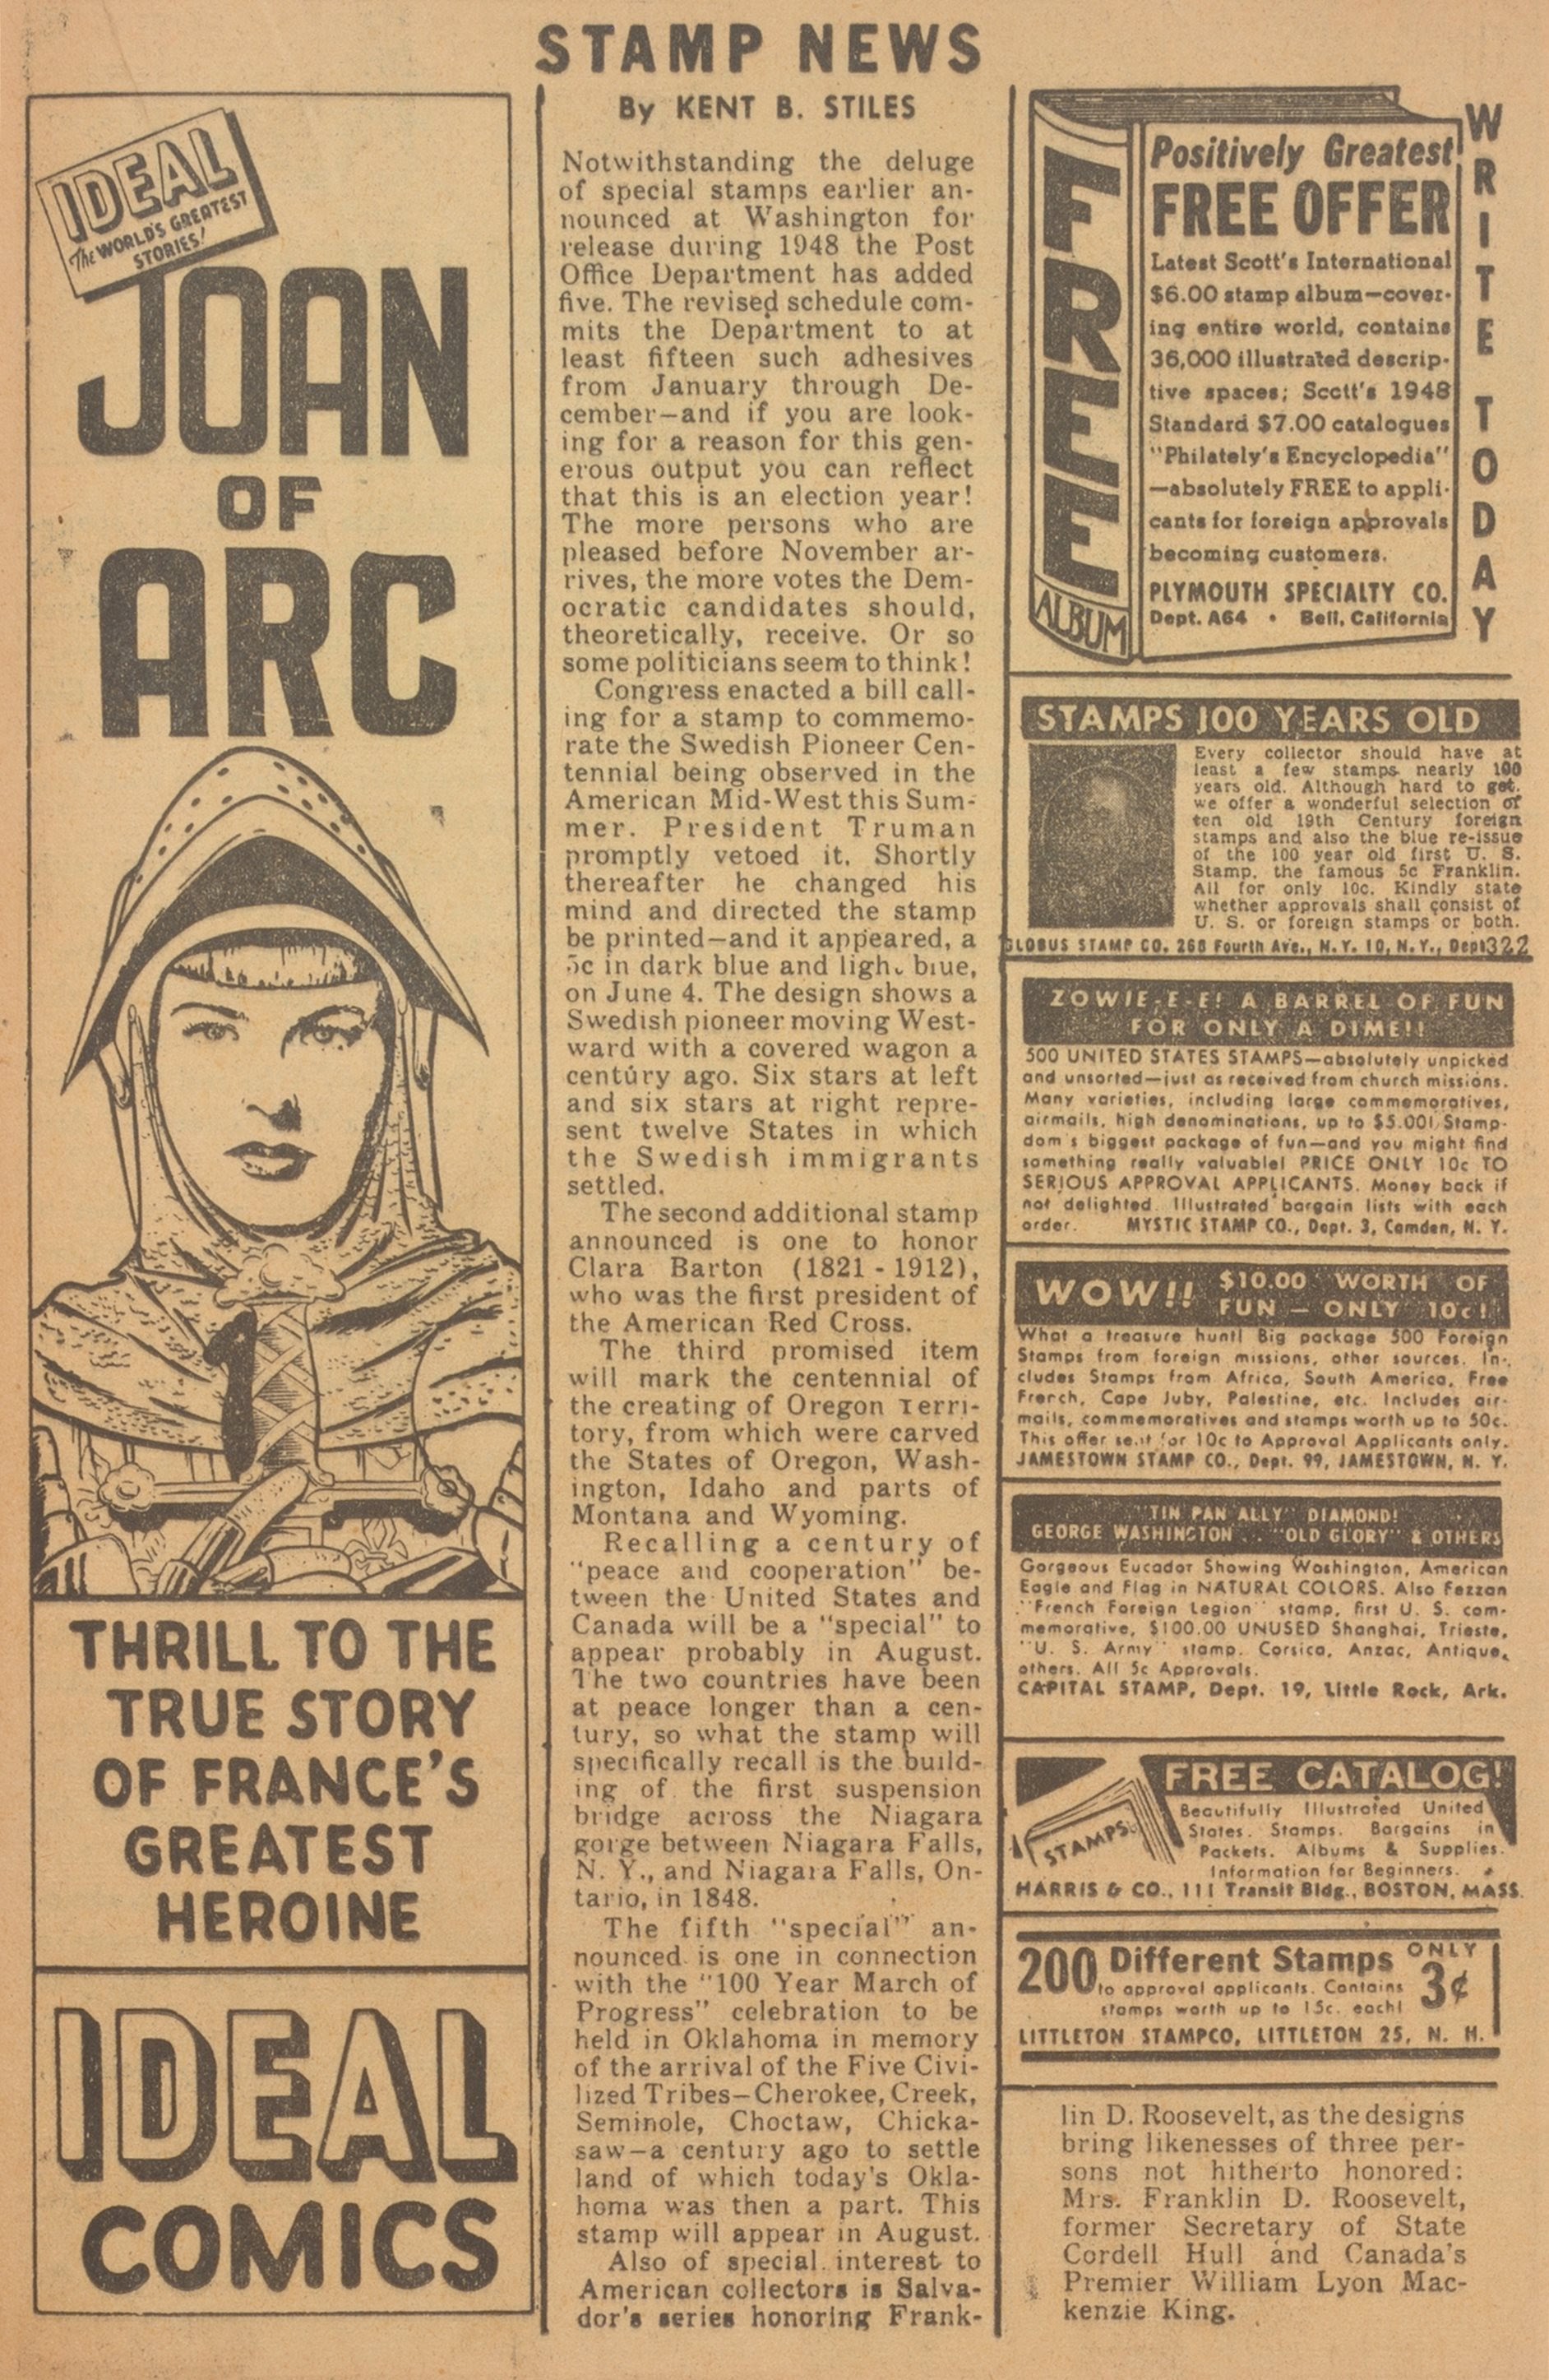 STAMP NEWS
IDEAL
The WORLD'S GREATEST
STORIES!
JOAN
OF
ARC
THRILL TO THE
TRUE STORY
OF FRANCE'S
GREATEST
HEROINE
IDEAL
COMICS
By KENT B. STILES
Notwithstanding the deluge
of special stamps earlier an-
nounced at Washington for
release during 1948 the Post
Office Department has added
five. The revised schedule com-
mits the Department to at
least fifteen such adhesives
from January through De-
cember—and if you are look-
ing for a reason for this gen-
erous output you can reflect
that this is an election year!
The more persons who are
pleased before November ar-
rives, the more votes the Dem-
ocratic candidates should,
theoretically, receive. Or so
some politicians seem to think!
Congress enacted a bill call-
ing for a stamp to commemo-
rate the Swedish Pioneer Cen-
tennial being observed in the
American Mid-West this Sum-
mer. President Truman
promptly vetoed it. Shortly
thereafter he changed his
mind and directed the stamp
be printed—and it appeared, a
5c in dark blue and light blue,
on June 4. The design shows a
Swedish pioneer moving West-
ward with a covered wagon a
century ago. Six stars at left
and six stars at right repre-
sent twelve States in which
the Swedish immigrants
settled.
The second additional stamp
announced is one to honor
Clara Barton (1821 - 1912),
who was the first president of
the American Red Cross.
The third promised item
will mark the centennial of
the creating of Oregon Terri-
tory, from which were carved
the States of Oregon, Wash-
ington, Idaho and parts of
Montana and Wyoming.
Recalling a century of
"peace and cooperation" be-
tween the United States and
Canada will be a "special" to
appear probably in August.
The two countries have been
at peace longer than a cen-
tury, so what the stamp will
specifically recall is the build-
ing of the first suspension
bridge across the Niagara
gorge between Niagara Falls,
N. Y., and Niagara Falls, On-
tario, in 1848.
The fifth "special" an-
nounced is one in connection
with the "100 Year March of
Progress" celebration to be
held in Oklahoma in memory
of the arrival of the Five Civi-
lized Tribes—Cherokee, Creek,
Seminole, Choctaw, Chicka-
saw—a century ago to settle
land of which today's Okla-
homa was then a part. This
stamp will appear in August.
Also of special interest to
American collectors is Salva-
dor's series honoring Frank-
FREE
ALBUM
Positively Greatest
FREE OFFER
Latest Scott's International
$6.00 stamp album—cover-
ing entire world, contains
36,000 illustrated descrip-
tive spaces; Scott's 1948
Standard $7.00 catalogues
"Philately's Encyclopedia"
—absolutely FREE to appli-
cants for foreign approvals
becoming customers.
PLYMOUTH SPECIALTY CO.
Dept. A64 • Bell, California
WRITE TODAY
STAMPS 100 YEARS OLD
Every collector should have at
least a few stamps nearly 100
years old. Although hard to get,
we offer a wonderful selection of
ten old 19th Century foreign
stamps and also the blue re-issue
of the 100 year old first U. S.
Stamp, the famous 5c Franklin.
All for only 10c. Kindly state
whether approvals shall consist of
U. S. or foreign stamps or both.
GLOBUS STAMP CO. 268 Fourth Ave., N.Y. 10, N.Y., Dept 322
ZOWIE-E-E! A BARREL OF FUN
FOR ONLY A DIME!!
500 UNITED STATES STAMPS—absolutely unpicked
and unsorted—just as received from church missions.
Many varieties, including large commemoratives,
airmails, high denominations, up to $5.00! Stamp-
dom's biggest package of fun—and you might find
something really valuable! PRICE ONLY 10c TO
SERIOUS APPROVAL APPLICANTS. Money back if
not delighted. Illustrated bargain lists with each
order. MYSTIC STAMP CO., Dept. 3, Camden, N. Y.
WOW!! $10.00 WORTH OF
FUN — ONLY 10c!
What a treasure hunt! Big package 500 Foreign
Stamps from foreign missions, other sources. In-
cludes Stamps from Africa, South America, Free
French, Cape Juby, Palestine, etc. Includes air-
mails, commemoratives and stamps worth up to 50c.
This offer sent for 10c to Approval Applicants only.
JAMESTOWN STAMP CO., Dept. 99, JAMESTOWN, N. Y.
"TIN PAN ALLY" DIAMOND!
GEORGE WASHINGTON . . "OLD GLORY" & OTHERS
Gorgeous Eucador Showing Washington, American
Eagle and Flag in NATURAL COLORS. Also Fezzan
"French Foreign Legion" stamp, first U. S. com-
memorative, $100.00 UNUSED Shanghai, Trieste,
"U. S. Army" stamp. Corsica, Anzac, Antique,
others. All 5c Approvals.
CAPITAL STAMP, Dept. 19, Little Rock, Ark.
STAMPS
FREE CATALOG!
Beautifully Illustrated United
States. Stamps. Bargains in
Packets. Albums & Supplies.
Information for Beginners.
HARRIS & CO., 111 Transit Bldg., BOSTON, MASS.
200 Different Stamps ONLY 3¢
to approval applicants. Contains
stamps worth up to 15c. each!
LITTLETON STAMPCO, LITTLETON 25, N. H.
lin D. Roosevelt, as the designs
bring likenesses of three per-
sons not hitherto honored:
Mrs. Franklin D. Roosevelt,
former Secretary of State
Cordell Hull and Canada's
Premier William Lyon Mac-
kenzie King.